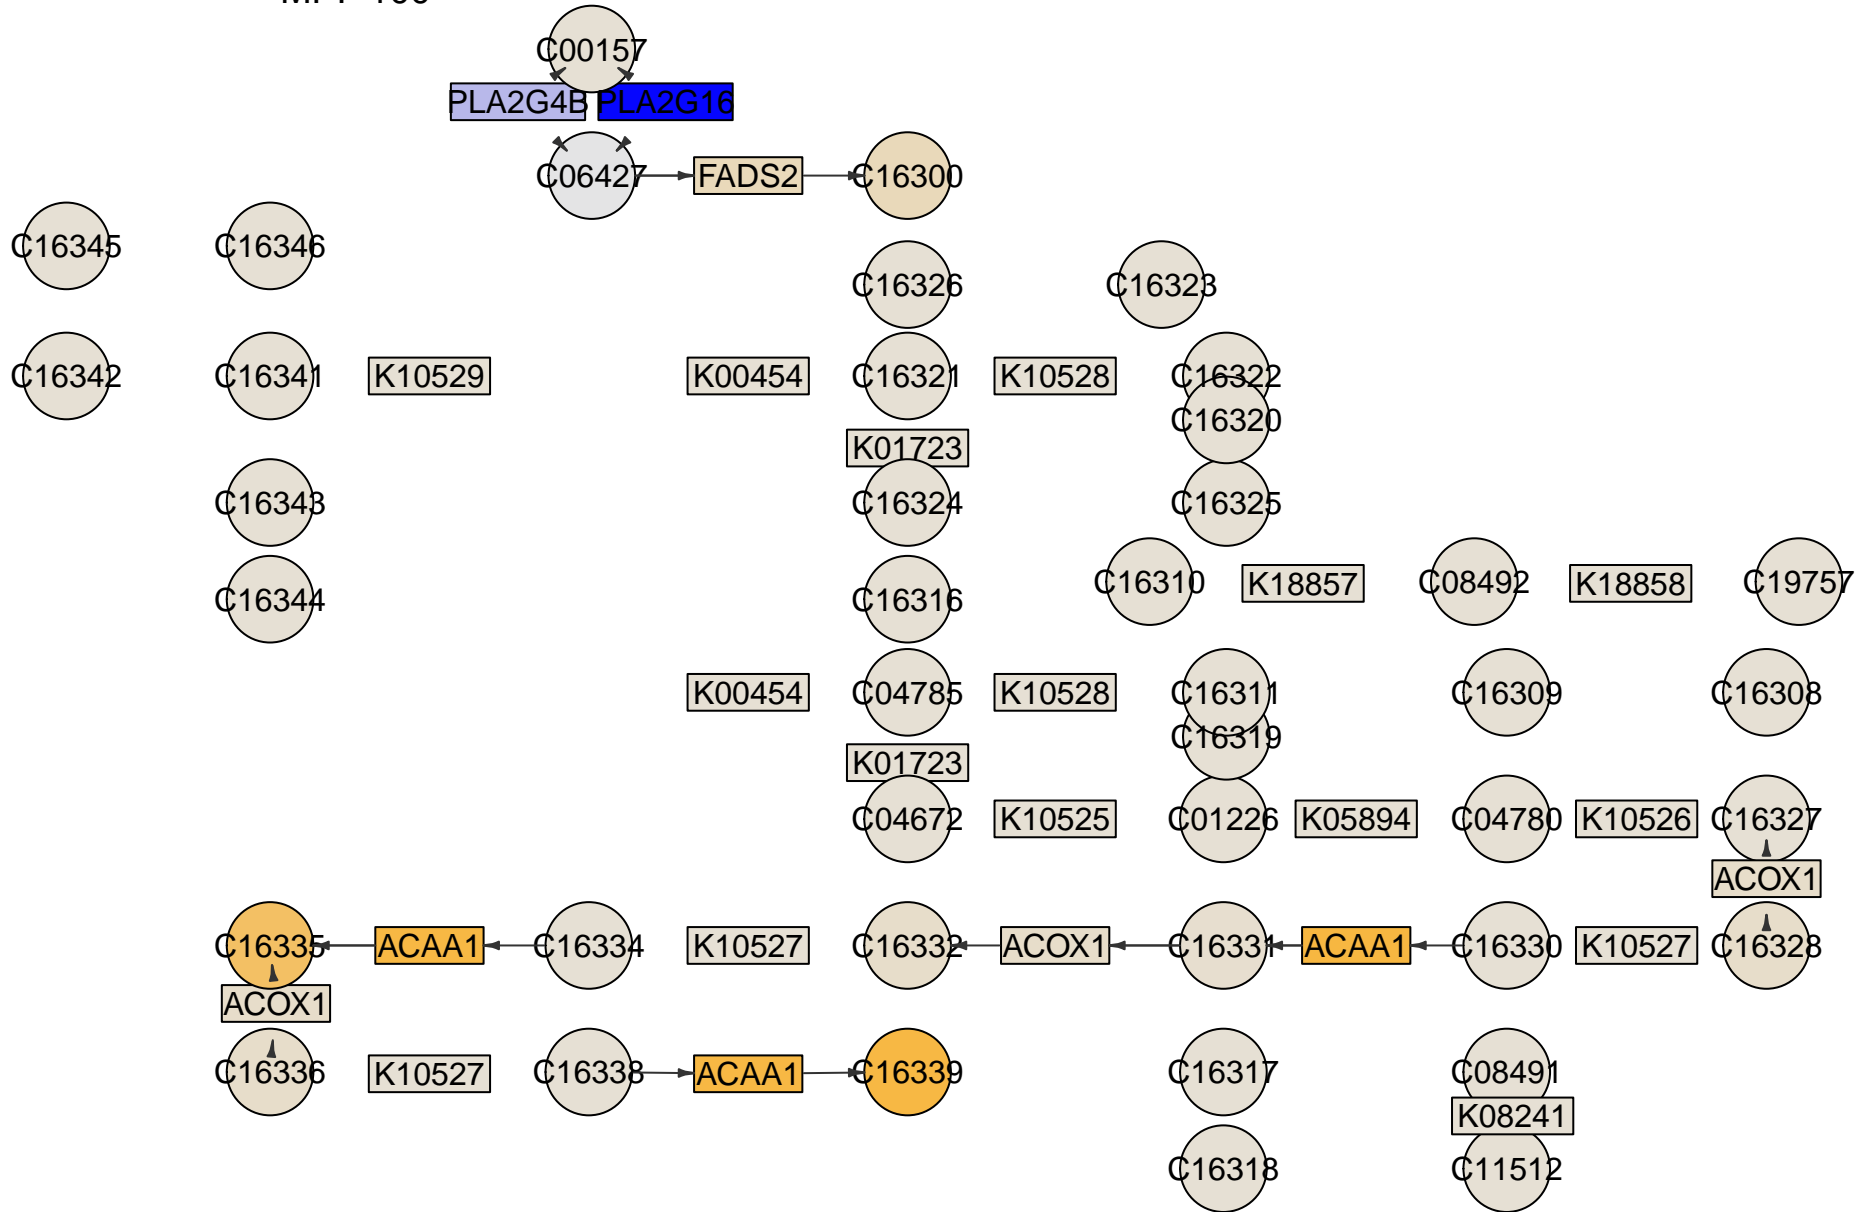 C00157
PLA2G4B PLA2G16
C06427 FADS2 C16300
C16345 C16346
C16326 C16323
C16342 C16341 K10529 K00454 C16321 K10528 C16322
C16320
K01723
C16343 C16324 C16325
C16310 K18857 C08492 K18858 C19757
C16344 C16316
K00454 C04785 K10528 C16311 C16309 C16308
C16319
K01723
C04672 K10525 C01226 K05894 C04780 K10526 C16327
ACOX1
C16335 ACAA1 C16334 K10527 C16332 ACOX1 C16331 ACAA1 C16330 K10527 C16328
ACOX1
C16336 K10527 C16338 ACAA1 C16339 C16317 C08491
K08241
C16318 C11512